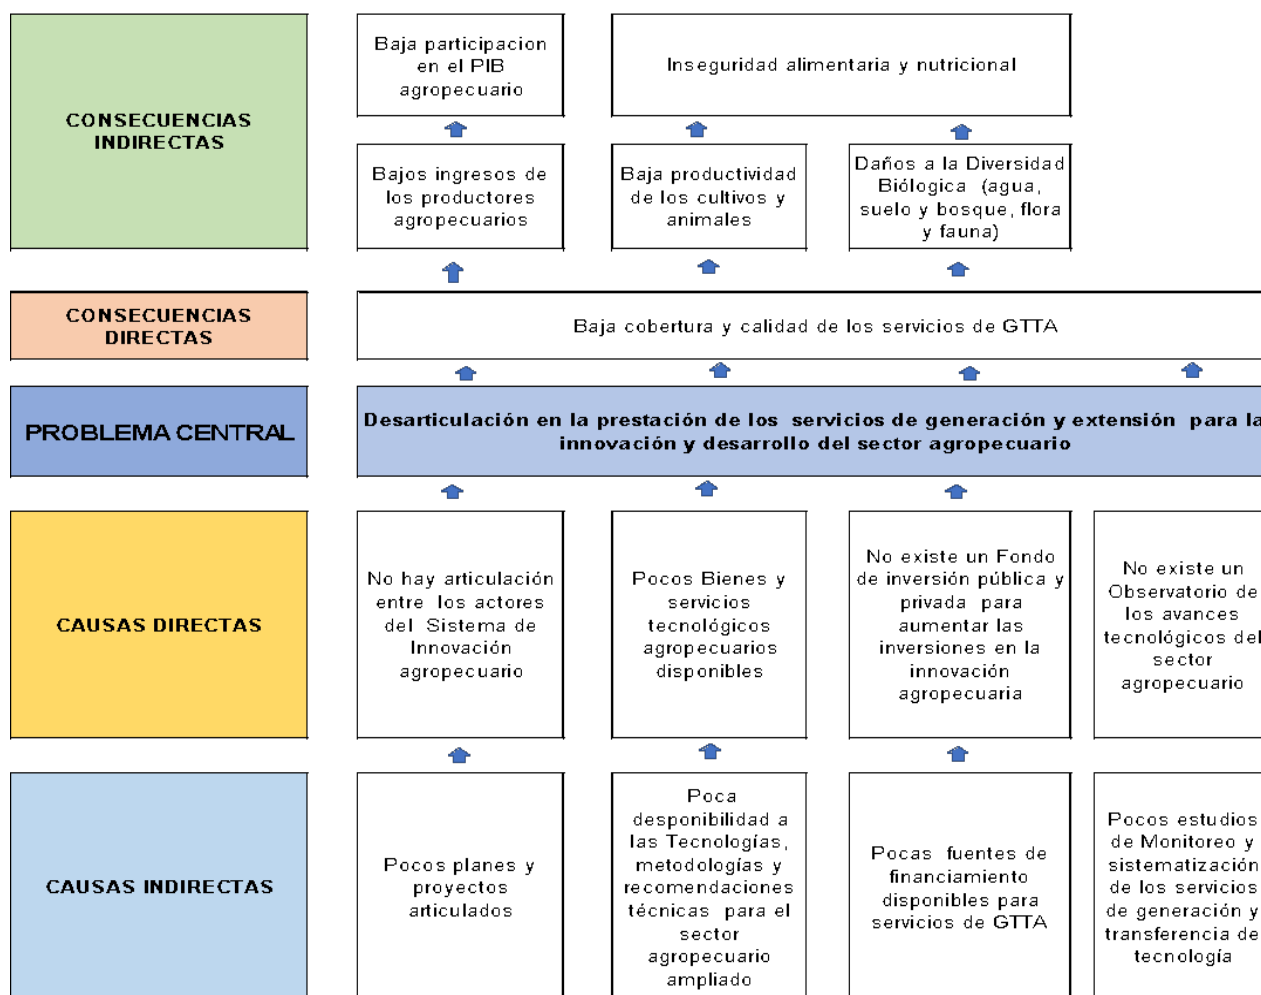 CONSECUENCIAS
INDIRECTAS
Baja participacion
en el PIB
agropecuario
Inseguridad alimentaria y nutricional
Bajos ingresos de
los productores
agropecuarios
Baja productividad
de los cultivos y
animales
Daños a la Diversidad
Biólogica (agua,
suelo y bosque, flora
y fauna)
CONSECUENCIAS
DIRECTAS
Baja cobertura y calidad de los servicios de GTTA
PROBLEMA CENTRAL
Desarticulación en la prestación de los servicios de generación y extensión para la
innovación y desarrollo del sector agropecuario
CAUSAS DIRECTAS
No hay articulación
entre los actores
del Sistema de
Innovación
agropecuario
Pocos Bienes y
servicios
tecnológicos
agropecuarios
disponibles
No existe un Fondo
de inversión pública y
privada para
aumentar las
inversiones en la
innovación
agropecuaria
No existe un
Observatorio de
los avances
tecnológicos del
sector
agropecuario
CAUSAS INDIRECTAS
Pocos planes y
proyectos
articulados
Poca
desponibilidad a
las Tecnologías,
metodologías y
recomendaciones
técnicas para el
sector
agropecuario
ampliado
Pocas fuentes de
financiamiento
disponibles para
servicios de GTTA
Pocos estudios
de Monitoreo y
sistematización
de los servicios
de generación y
transferencia de
tecnología